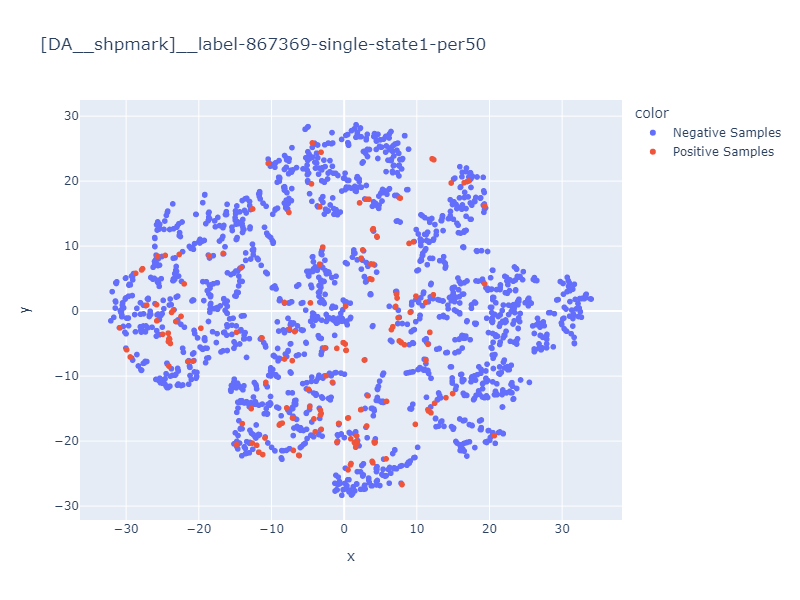 [DA__shpmark]__label-867369-single-state1-per50
color
Negative Samples
Positive Samples
30
20
10
0
−10
−20
−30
y
−30 −20 −10 0 10 20 30
x